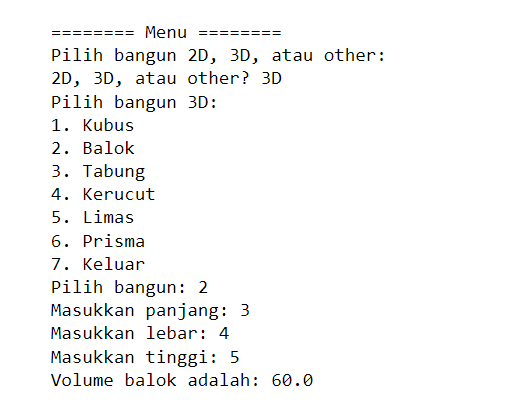 ======== Menu ========
Pilih bangun 2D, 3D, atau other:
2D, 3D, atau other? 3D
Pilih bangun 3D:
1. Kubus
2. Balok
3. Tabung
4. Kerucut
5. Limas
6. Prisma
7. Keluar
Pilih bangun: 2
Masukkan panjang: 3
Masukkan lebar: 4
Masukkan tinggi: 5
Volume balok adalah: 60.0